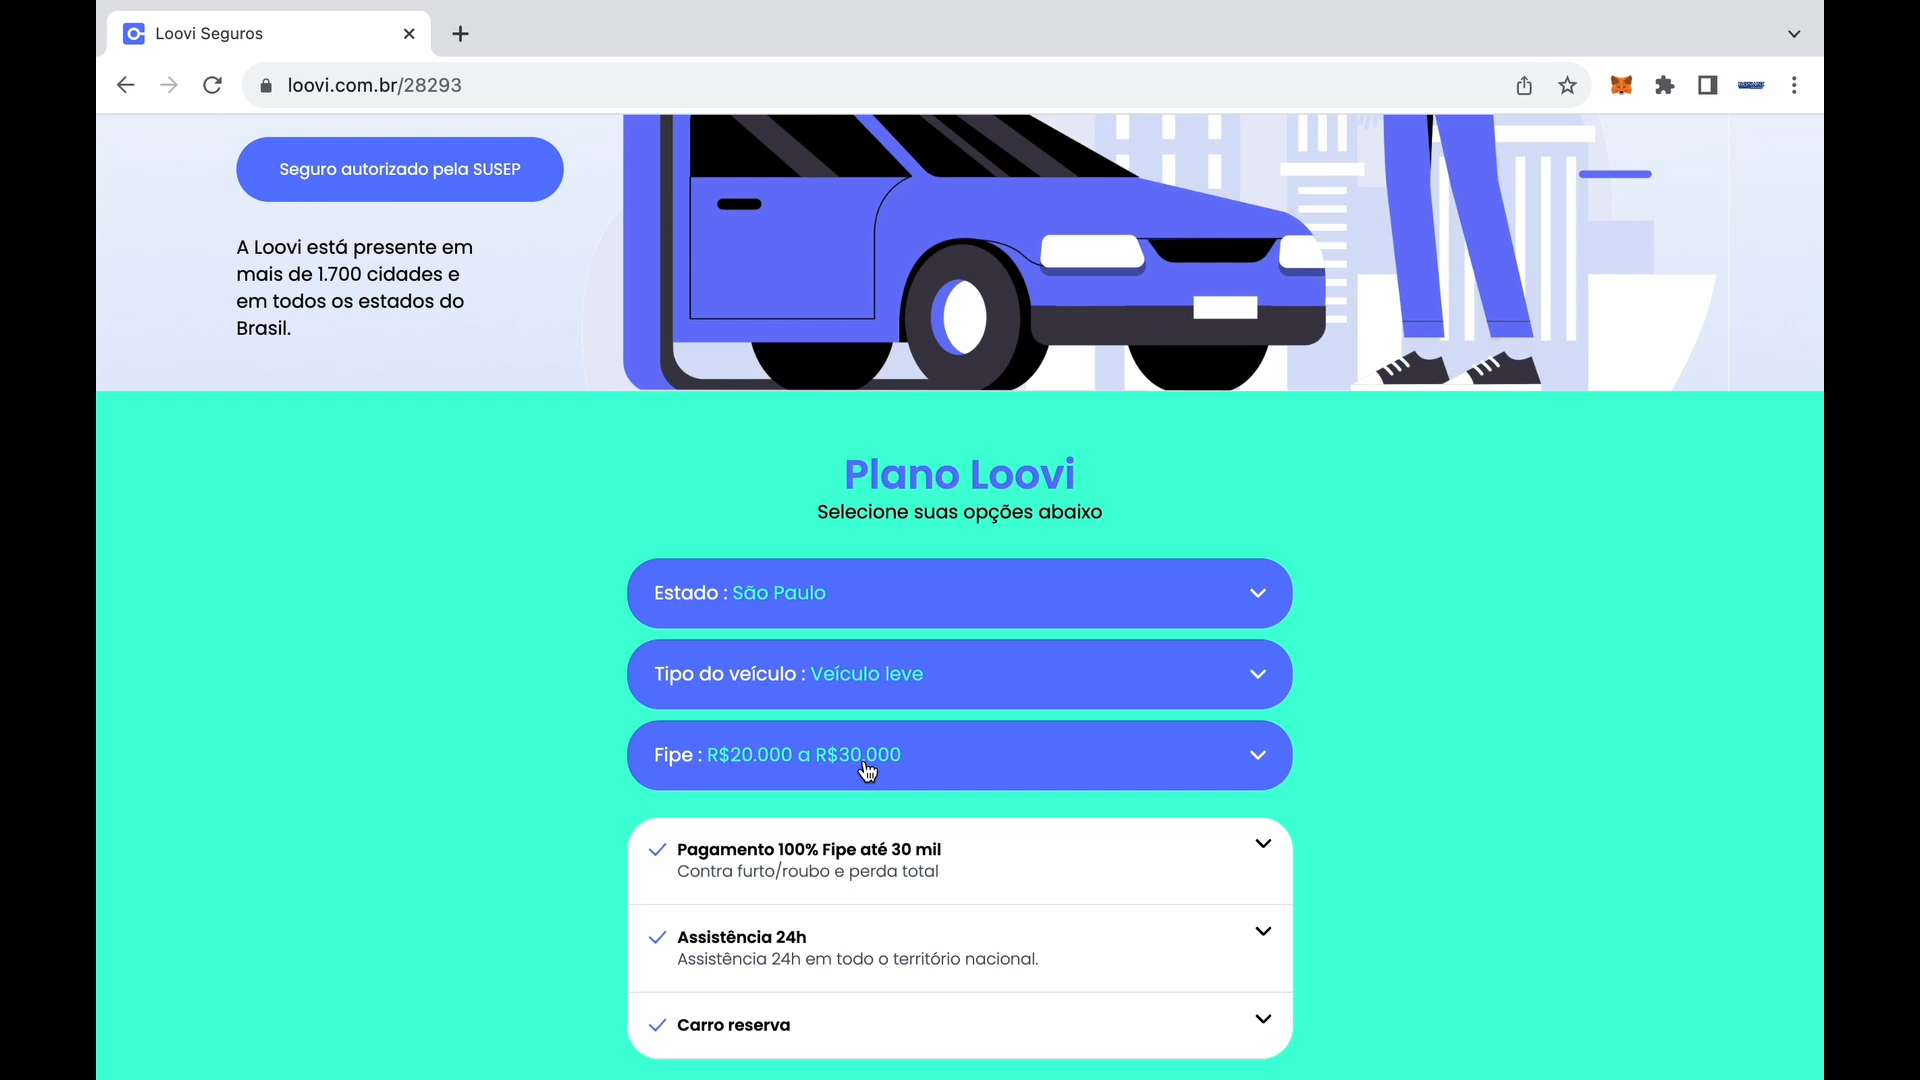 Loovi Seguros
loovi.com.br/28293
Seguro autorizado pela SUSEP
A Loovi está presente em
mais de 1.700 cidades e
em todos os estados do
Brasil.
Plano Loovi
Selecione suas opções abaixo
Estado : São Paulo
Tipo do veículo : Veículo leve
Fipe : R$20.000 a R$30.000
Pagamento 100% Fipe até 30 mil
Contra furto/roubo e perda total
Assistência 24h
Assistência 24h em todo o território nacional.
Carro reserva